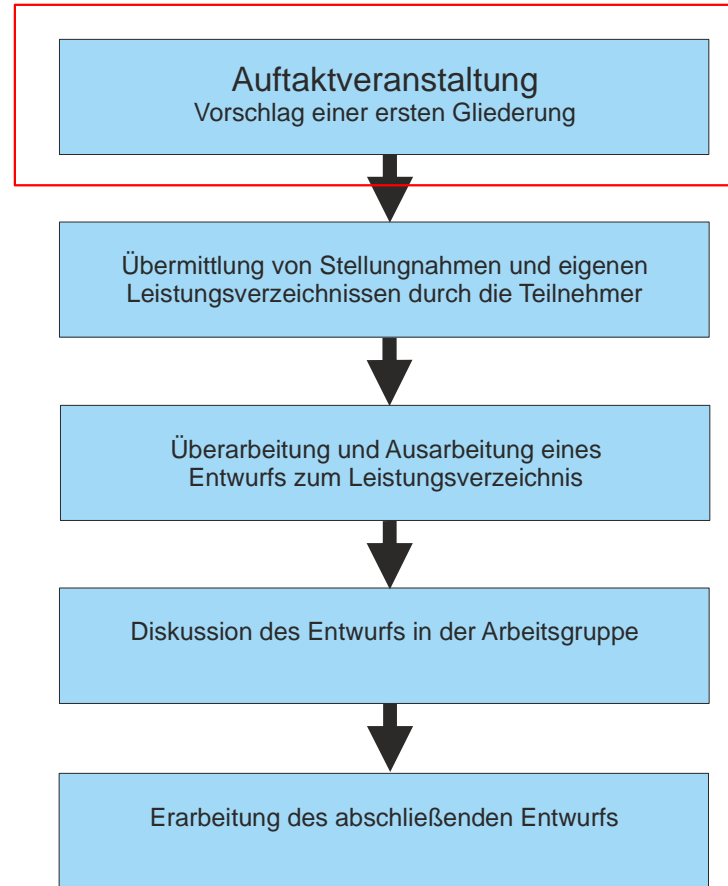 Auftaktveranstaltung
Vorschlag einer ersten Gliederung
Übermittlung von Stellungnahmen und eigenen
Leistungsverzeichnissen durch die Teilnehmer
Überarbeitung und Ausarbeitung eines
Entwurfs zum Leistungsverzeichnis
Diskussion des Entwurfs in der Arbeitsgruppe
Erarbeitung des abschließenden Entwurfs